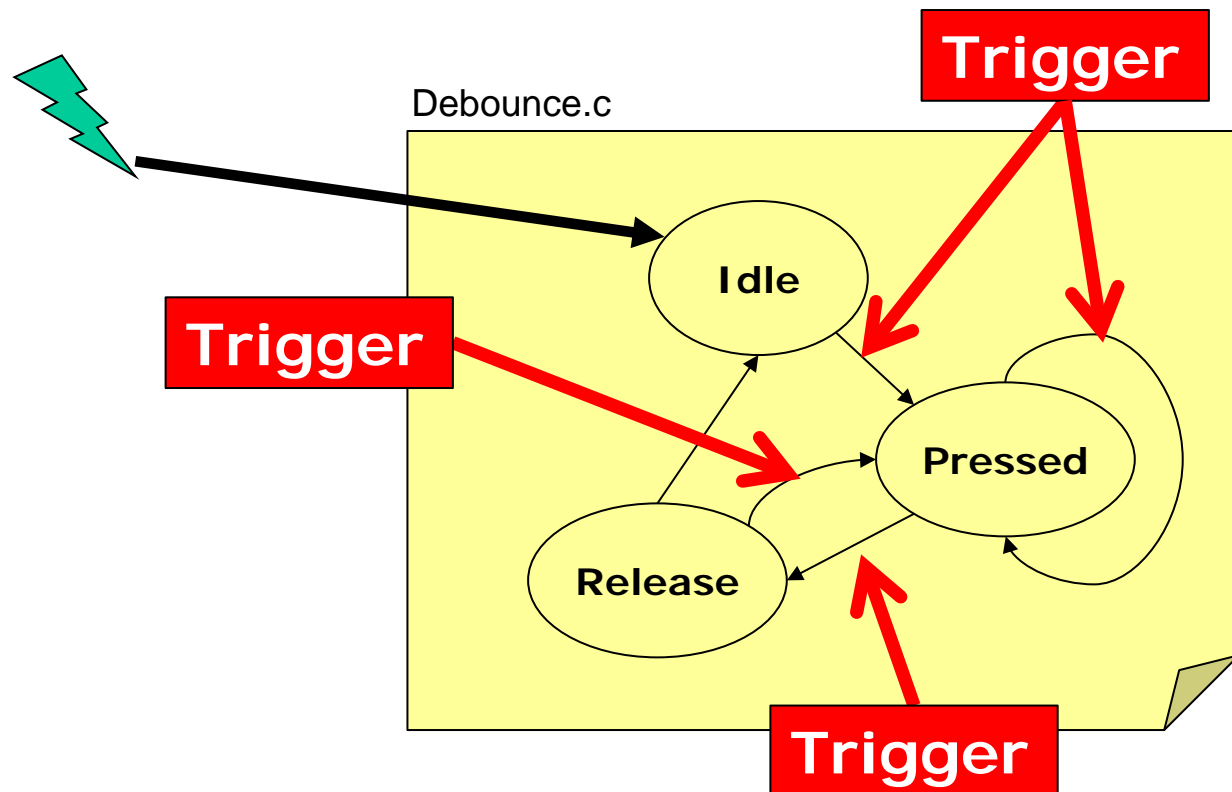 Trigger
Debounce.c
Idle
Trigger
Pressed
Release
Trigger